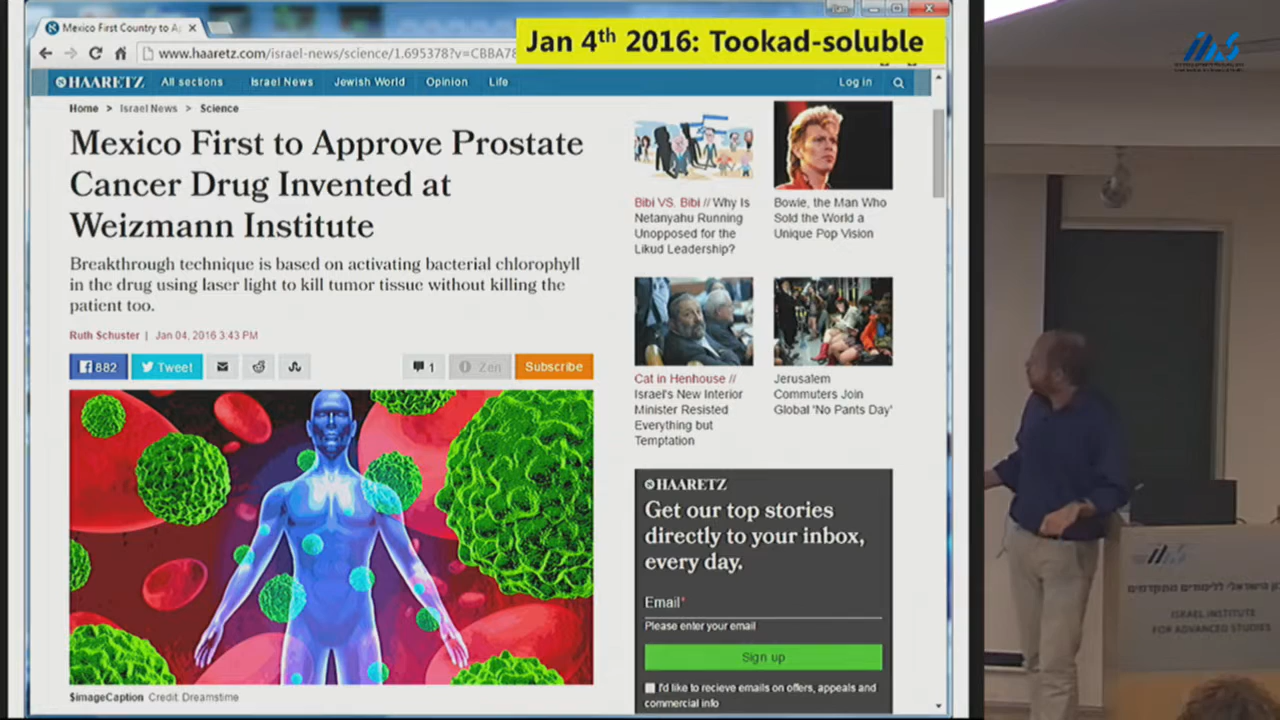 Mexico First Country to A
Jan 4th 2016: Tookad-soluble
www.haaretz.com/israel-news/science/1.695378?v=CBBA78
HAARETZ All sections Israel News Jewish World Opinion Life Log in
Home > Israel News > Science
Mexico First to Approve Prostate
Cancer Drug Invented at
Weizmann Institute
Breakthrough technique is based on activating bacterial chlorophyll
in the drug using laser light to kill tumor tissue without killing the
patient too.
Ruth Schuster | Jan 04, 2016 3:43 PM
882 Tweet 1 Zen Subscribe
$imageCaption Credit: Dreamstime
Bibi VS. Bibi // Why Is
Netanyahu Running
Unopposed for the
Likud Leadership?
Bowie, the Man Who
Sold the World a
Unique Pop Vision
Cat in Henhouse //
Israel's New Interior
Minister Resisted
Everything but
Temptation
Jerusalem
Commuters Join
Global 'No Pants Day'
HAARETZ
Get our top stories
directly to your inbox,
every day.
Email*
Please enter your email
Sign up
I'd like to recieve emails on offers, appeals and
commercial info
ISRAEL INSTITUTE
FOR ADVANCED STUDIES